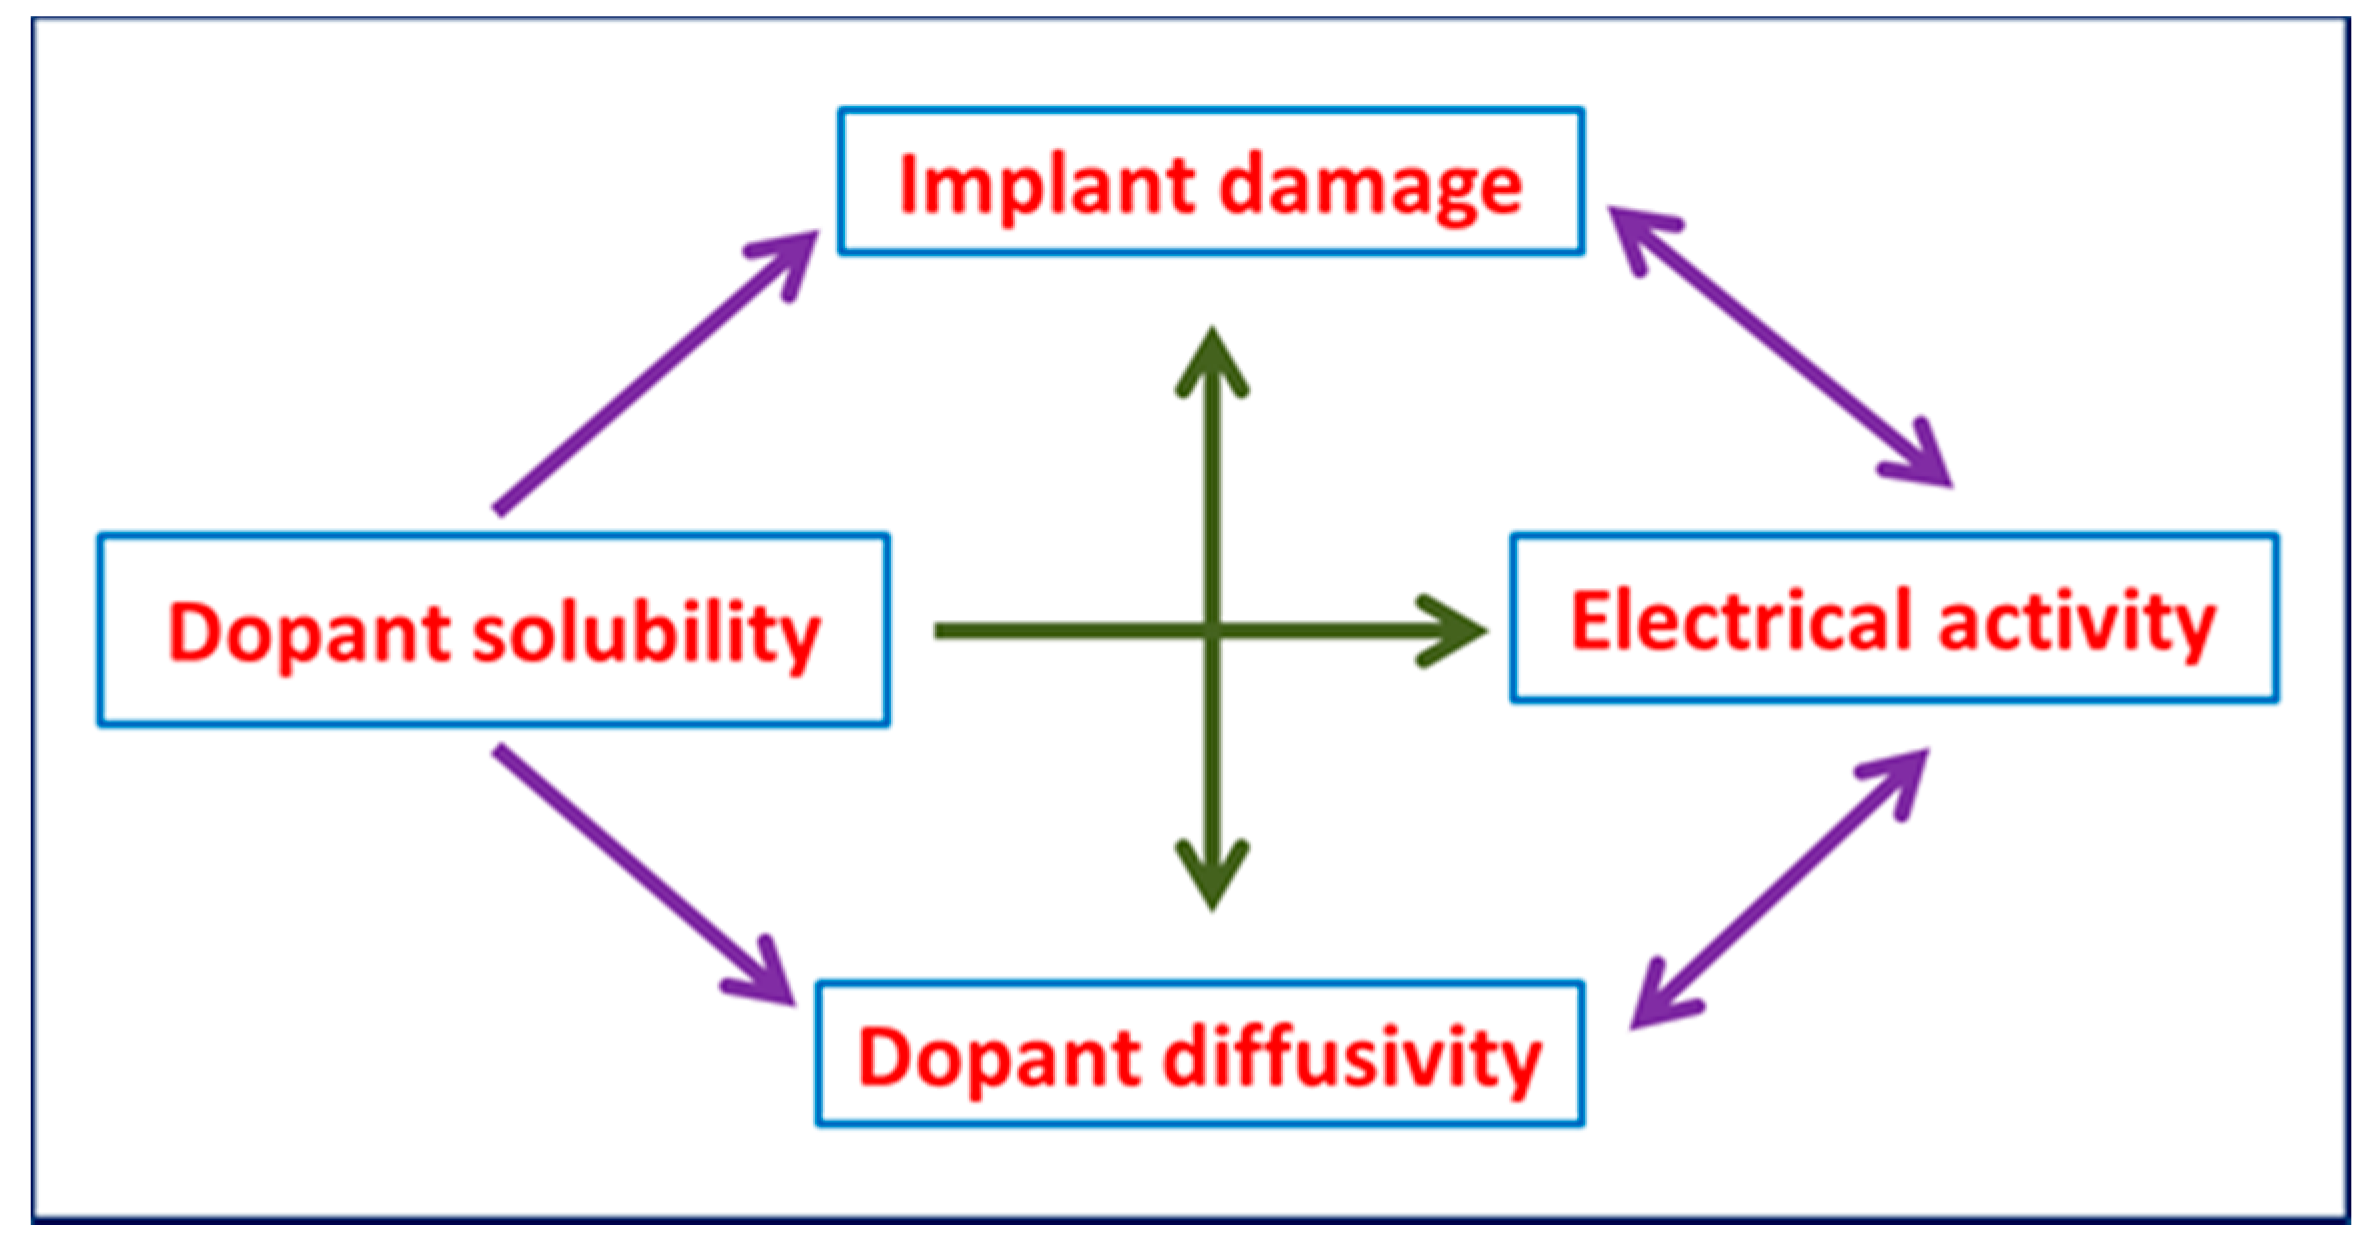 Implant damage
Dopant solubility
Electrical activity
Dopant diffusivity